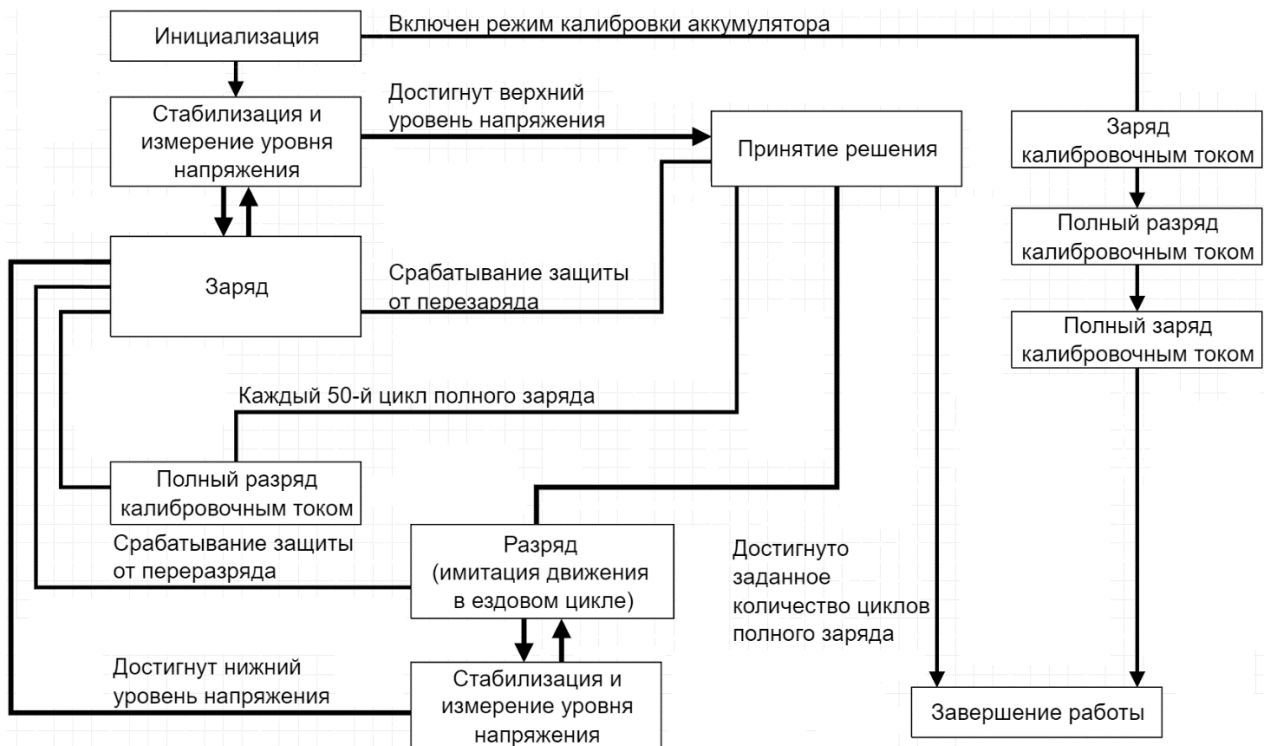 Инициализация
Включен режим калибровки аккумулятора
Стабилизация и
измерение уровня
напряжения
Достигнут верхний
уровень напряжения
Принятие решения
Заряд
калибровочным током
Полный разряд
калибровочным током
Полный заряд
калибровочным током
Заряд
Срабатывание защиты
от перезаряда
Каждый 50-й цикл полного заряда
Полный разряд
калибровочным током
Срабатывание защиты
от переразряда
Разряд
(имитация движения
в ездовом цикле)
Достигнуто
заданное
количество циклов
полного заряда
Достигнут нижний
уровень напряжения
Стабилизация и
измерение уровня
напряжения
Завершение работы